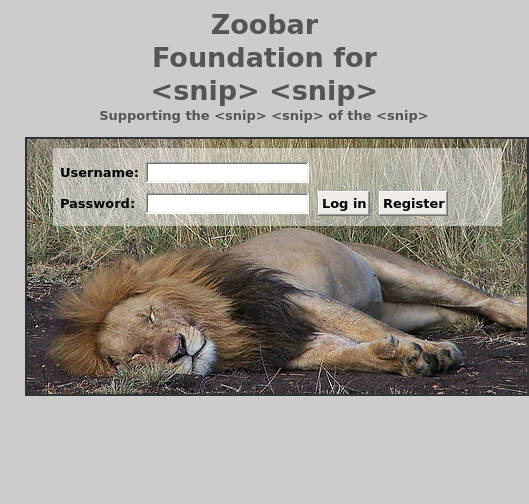 Zoobar
Foundation for
<snip> <snip>
Supporting the <snip> <snip> of the <snip>
Username:
Password: Log in Register